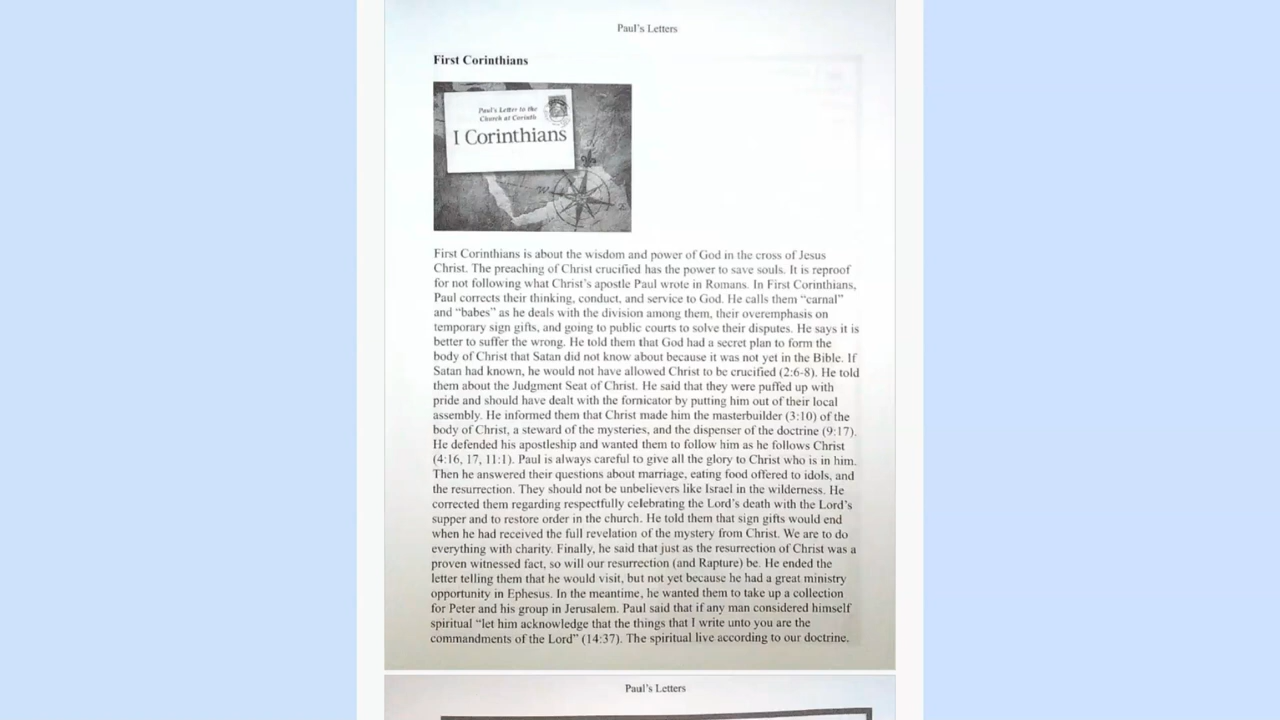 Paul's Letters
First Corinthians
Paul's Letter to the
Church at Corinth
I Corinthians
W
First Corinthians is about the wisdom and power of God in the cross of Jesus
Christ. The preaching of Christ crucified has the power to save souls. It is reproof
for not following what Christ's apostle Paul wrote in Romans. In First Corinthians,
Paul corrects their thinking, conduct, and service to God. He calls them “carnal”
and “babes” as he deals with the division among them, their overemphasis on
temporary sign gifts, and going to public courts to solve their disputes. He says it is
better to suffer the wrong. He told them that God had a secret plan to form the
body of Christ that Satan did not know about because it was not yet in the Bible. If
Satan had known, he would not have allowed Christ to be crucified (2:6-8). He told
them about the Judgment Seat of Christ. He said that they were puffed up with
pride and should have dealt with the fornicator by putting him out of their local
assembly. He informed them that Christ made him the masterbuilder (3:10) of the
body of Christ, a steward of the mysteries, and the dispenser of the doctrine (9:17).
He defended his apostleship and wanted them to follow him as he follows Christ
(4:16, 17, 11:1). Paul is always careful to give all the glory to Christ who is in him.
Then he answered their questions about marriage, eating food offered to idols, and
the resurrection. They should not be unbelievers like Israel in the wilderness. He
corrected them regarding respectfully celebrating the Lord's death with the Lord's
supper and to restore order in the church. He told them that sign gifts would end
when he had received the full revelation of the mystery from Christ. We are to do
everything with charity. Finally, he said that just as the resurrection of Christ was a
proven witnessed fact, so will our resurrection (and Rapture) be. He ended the
letter telling them that he would visit, but not yet because he had a great ministry
opportunity in Ephesus. In the meantime, he wanted them to take up a collection
for Peter and his group in Jerusalem. Paul said that if any man considered himself
spiritual “let him acknowledge that the things that I write unto you are the
commandments of the Lord” (14:37). The spiritual live according to our doctrine.
Paul's Letters